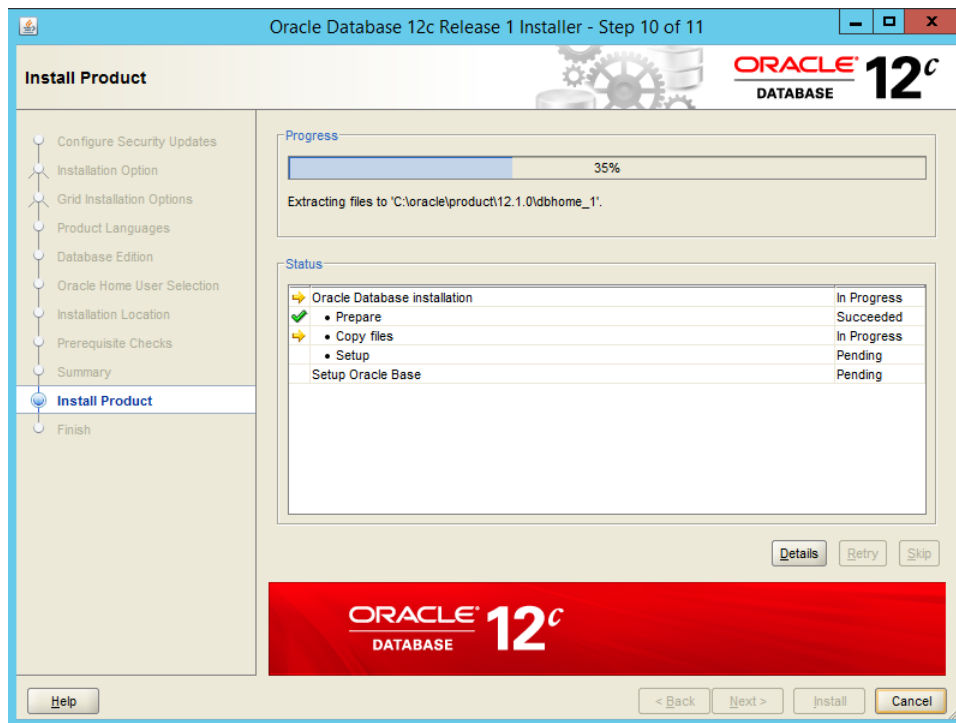 Oracle Database 12c Release 1 Installer - Step 10 of 11
Install Product
ORACLE® 12c
DATABASE
Configure Security Updates
Installation Option
Grid Installation Options
Product Languages
Database Edition
Oracle Home User Selection
Installation Location
Prerequisite Checks
Summary
Install Product
Finish
Progress
35%
Extracting files to 'C:\oracle\product\12.1.0\dbhome_1'.
Status
Oracle Database installation In Progress
• Prepare Succeeded
• Copy files In Progress
• Setup Pending
Setup Oracle Base Pending
Details Retry Skip
ORACLE® 12c
DATABASE
Help < Back Next > Install Cancel